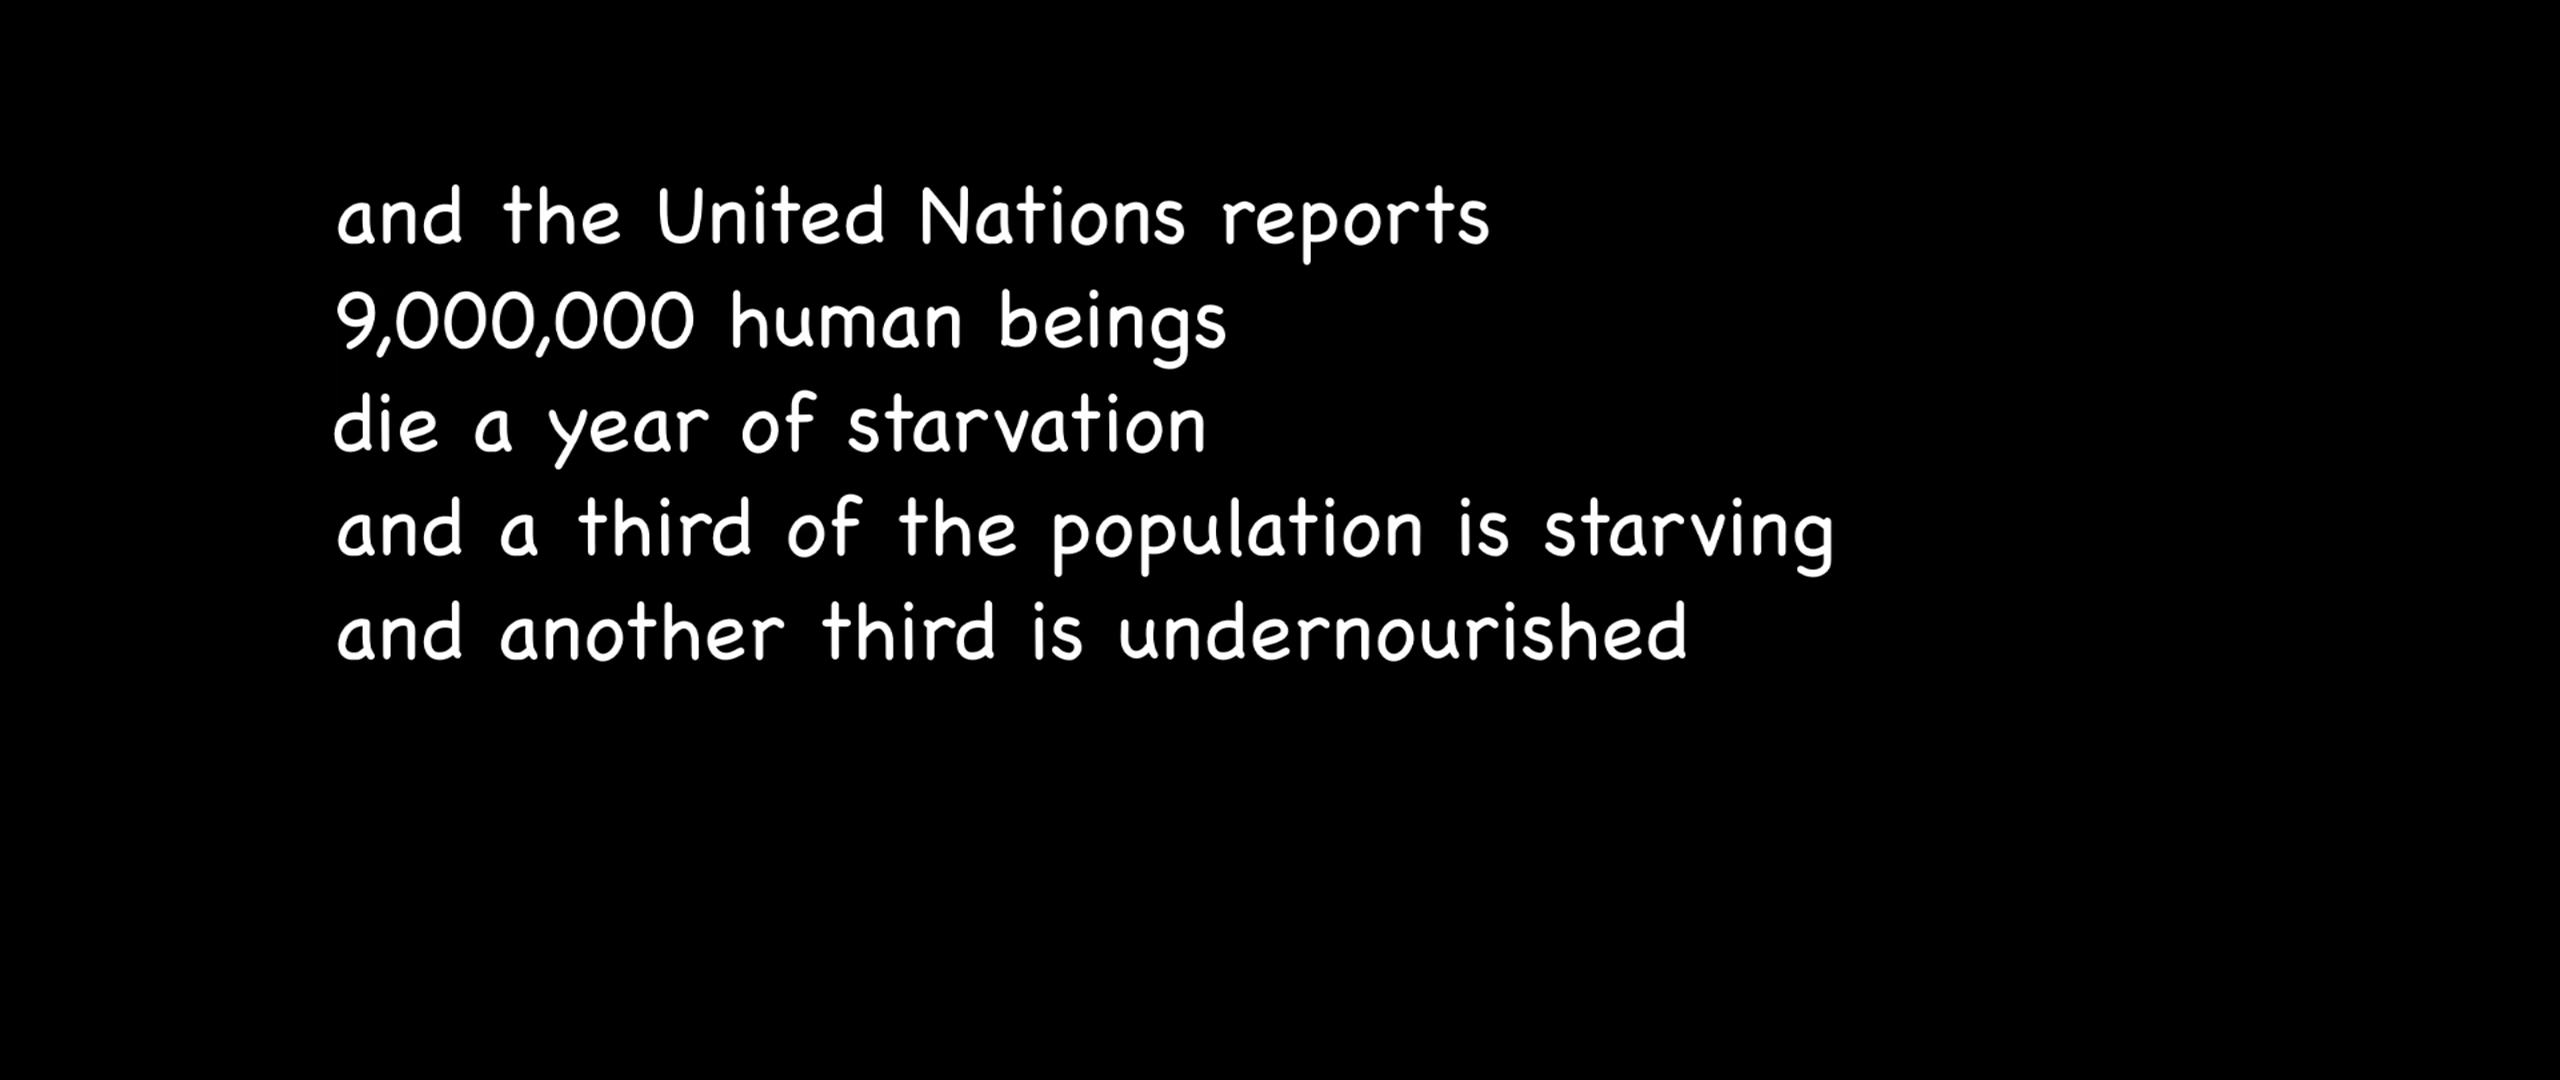 and the United Nations reports
9,000,000 human beings
die a year of starvation
and a third of the population is starving
and another third is undernourished